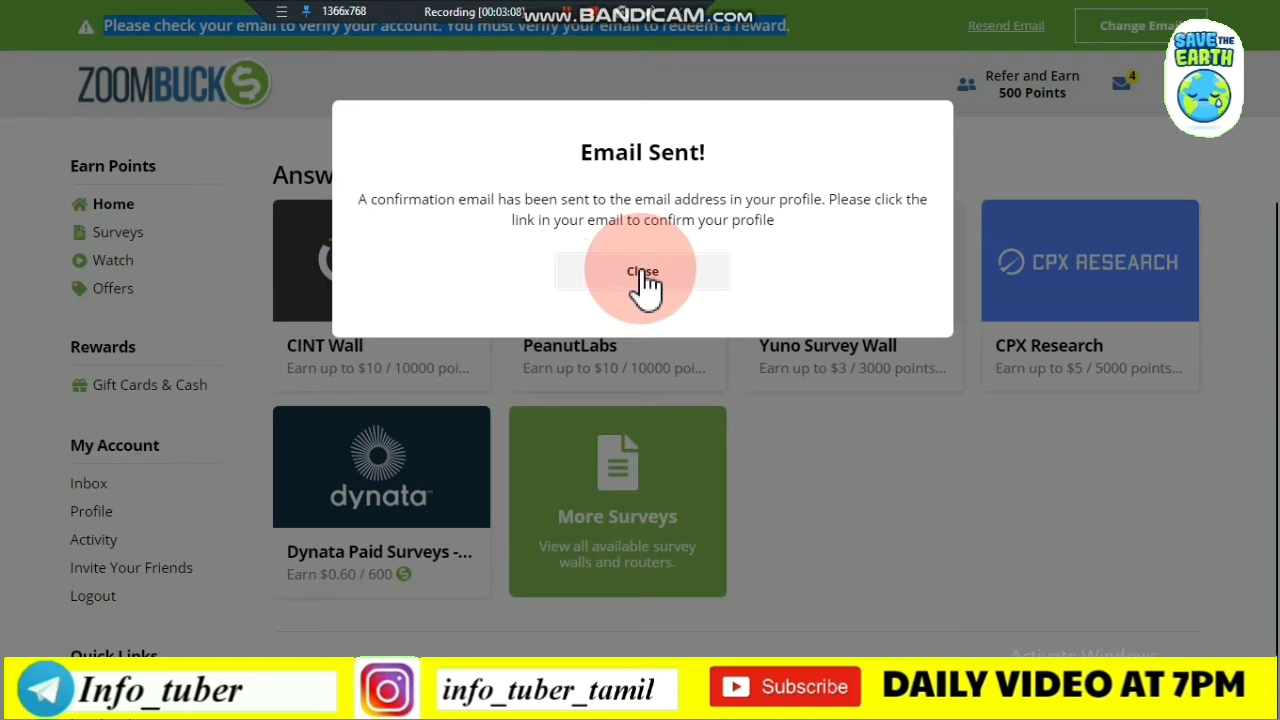 1366x768
Recording [00:03:08]
www.BANDICAM.com
Please check your email to verify your account. You must verify your email to redeem a reward.
Resend Email
Change Email
SAVE THE
EARTH
ZOOMBUCK$
Refer and Earn
500 Points
4
Email Sent!
A confirmation email has been sent to the email address in your profile. Please click the
link in your email to confirm your profile
Close
Earn Points
Home
Surveys
Watch
Offers
Rewards
Gift Cards & Cash
My Account
Inbox
Profile
Activity
Invite Your Friends
Logout
Quick Links
Answ
CPX RESEARCH
CINT Wall
Earn up to $10 / 10000 poi...
PeanutLabs
Earn up to $10 / 10000 poi...
Yuno Survey Wall
Earn up to $3 / 3000 points...
CPX Research
Earn up to $5 / 5000 points...
dynata
Dynata Paid Surveys -...
Earn $0.60 / 600
More Surveys
View all available survey
walls and routers.
Activate Windows
Info_tuber
info_tuber_tamil
Subscribe
DAILY VIDEO AT 7PM